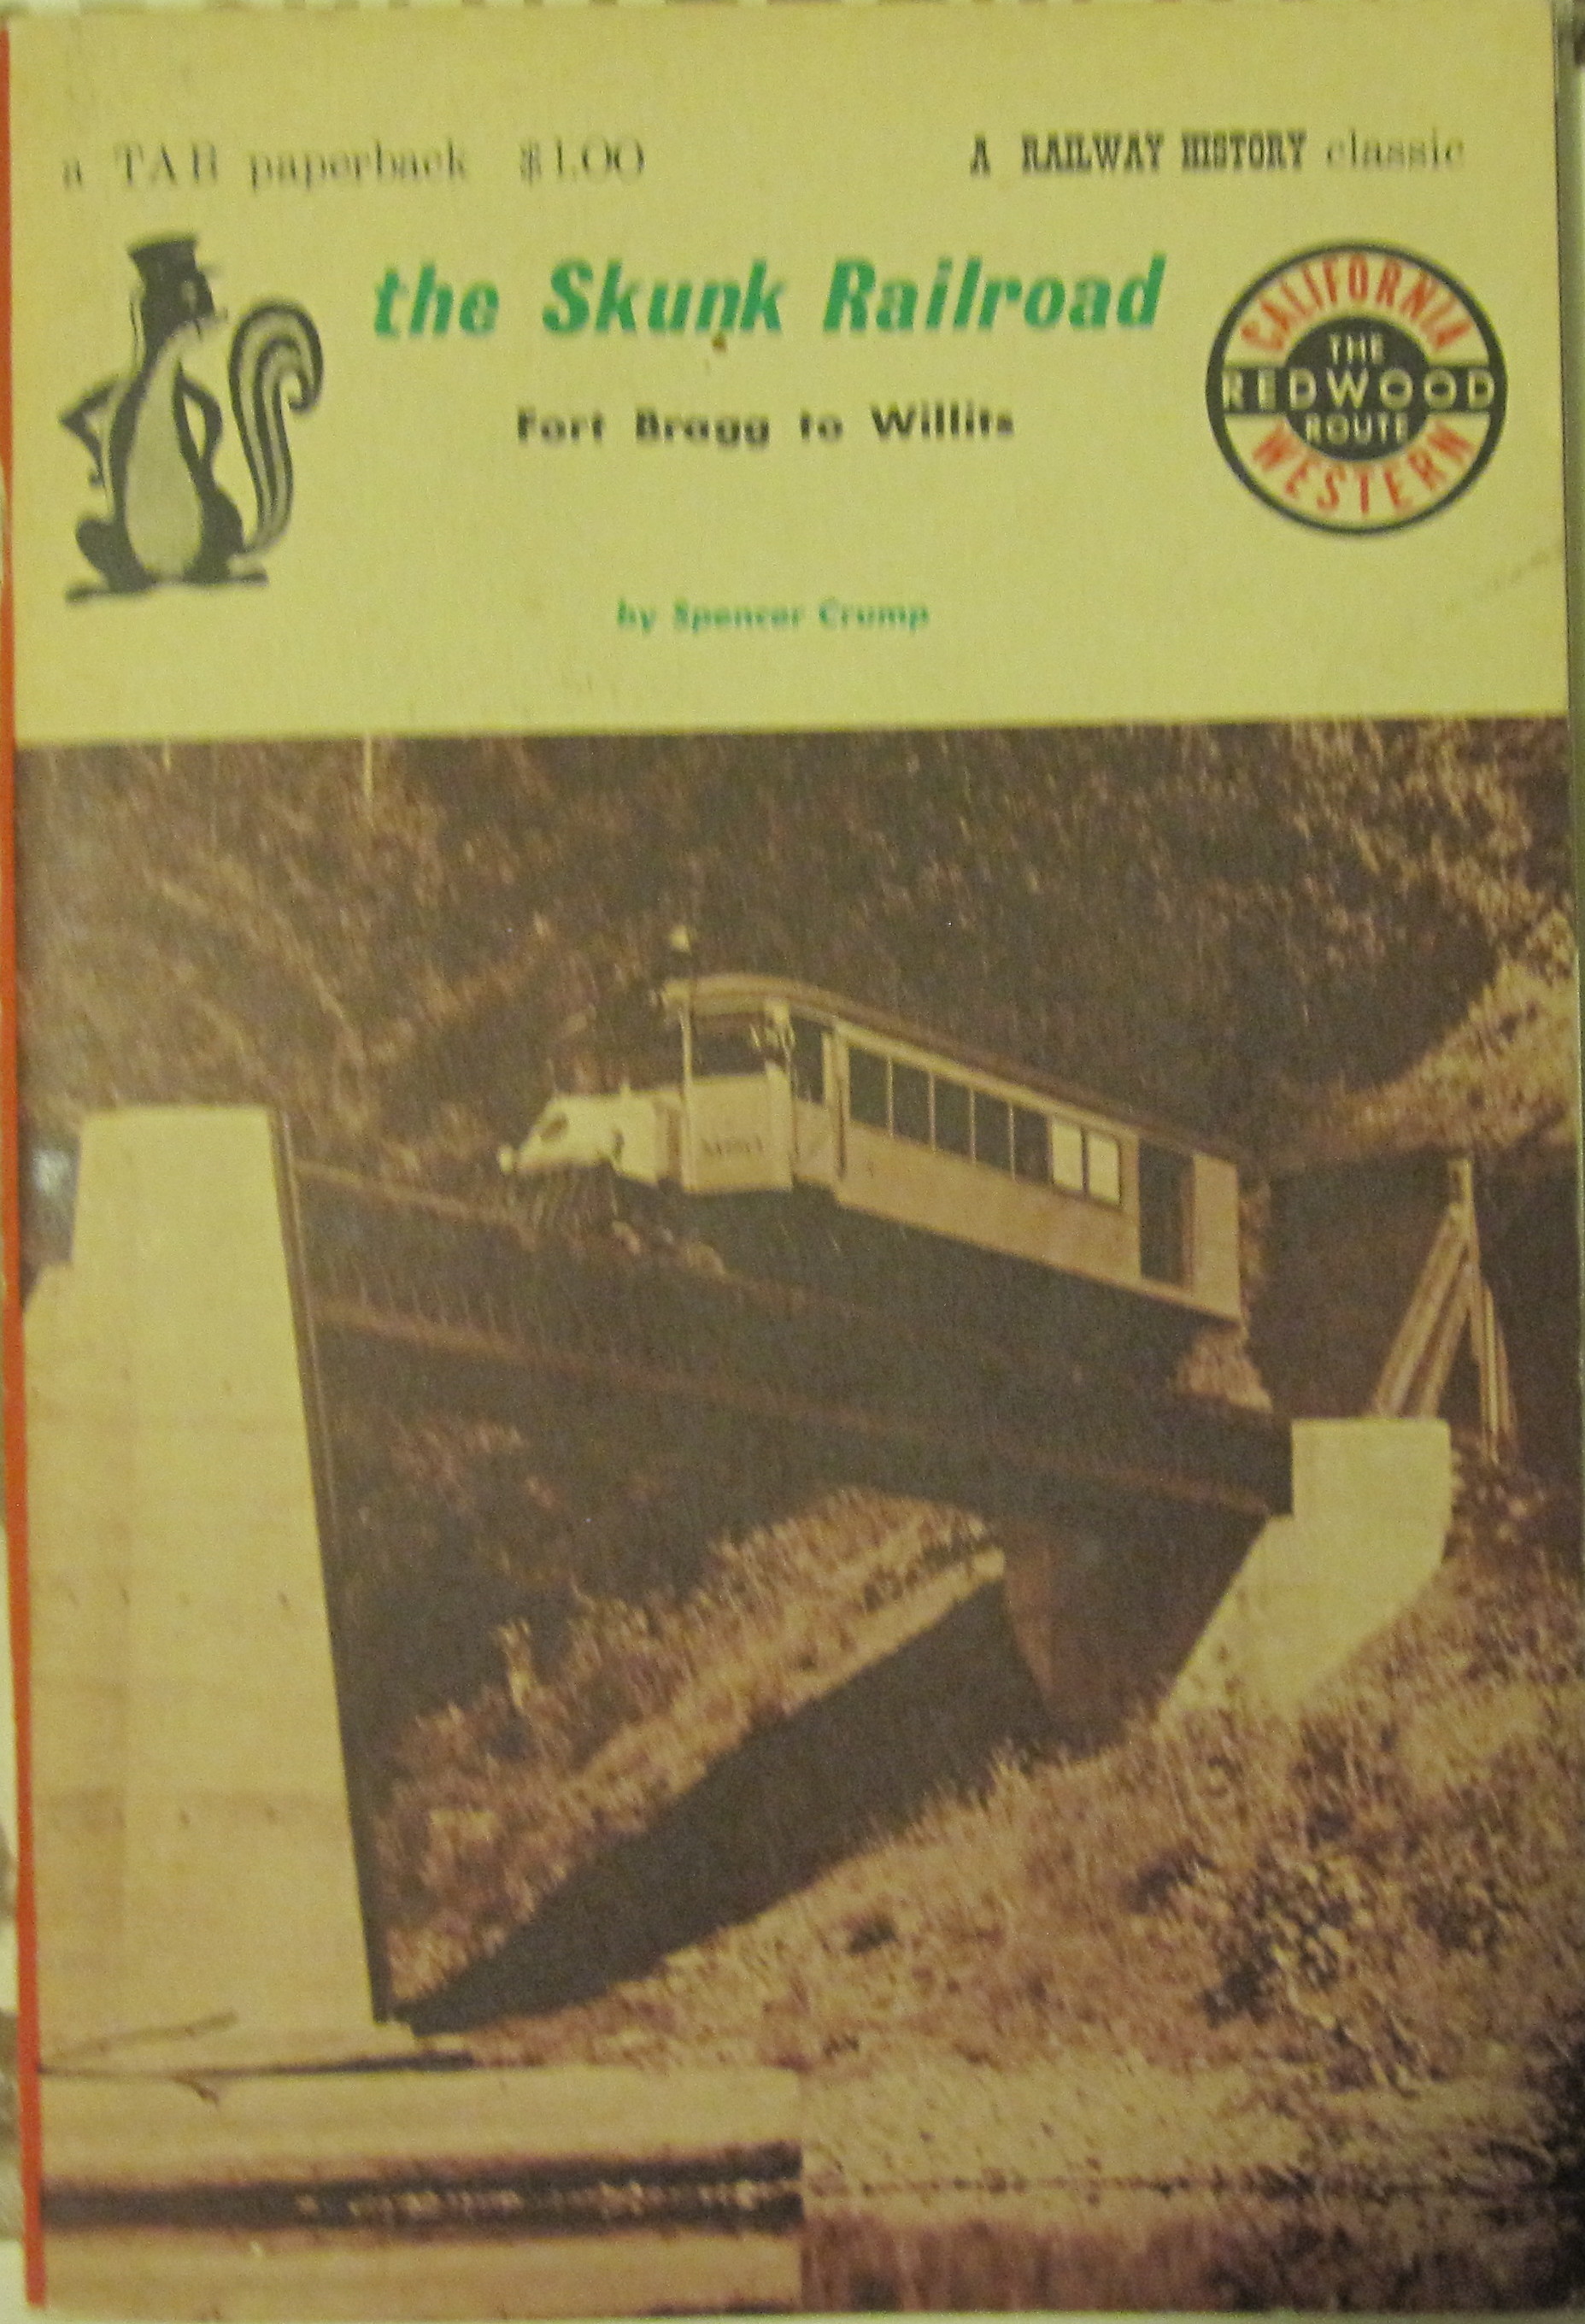 a TAB paperback $1.00
A RAILWAY HISTORY classic
the Skunk Railroad
Fort Bragg to Willits
CALIFORNIA
THE
REDWOOD
ROUTE
WESTERN
by Spencer Crump